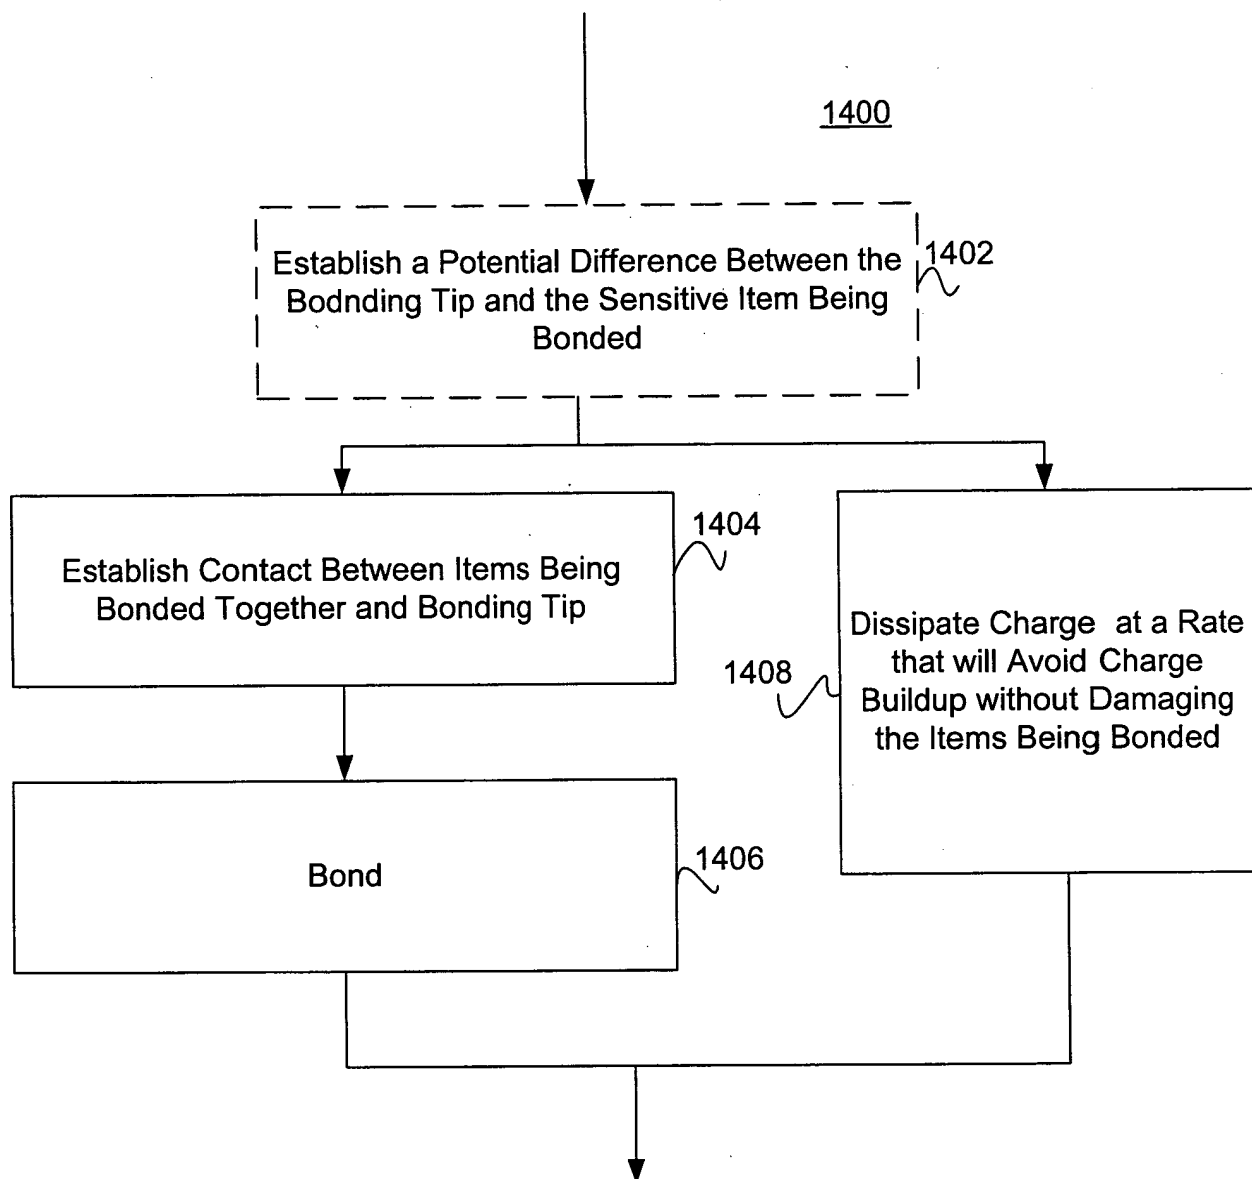 1400
Establish a Potential Difference Between the
Bodnding Tip and the Sensitive Item Being
Bonded
1402
1404
Establish Contact Between Items Being
Bonded Together and Bonding Tip
Dissipate Charge at a Rate
that will Avoid Charge
Buildup without Damaging
the Items Being Bonded
1408
Bond
1406